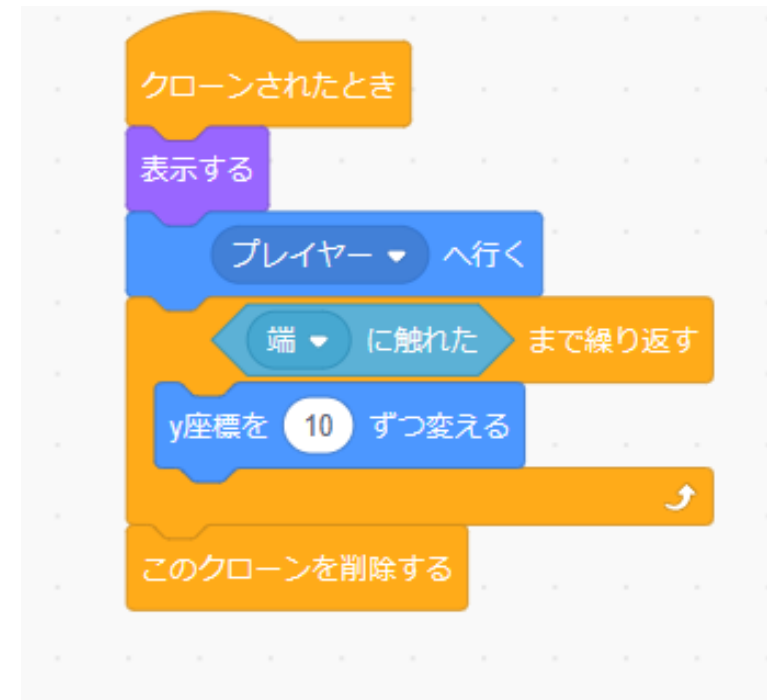 クローンされたとき
表示する
プレイヤー へ行く
端 に触れた まで繰り返す
y座標を 10 ずつ変える
このクローンを削除する